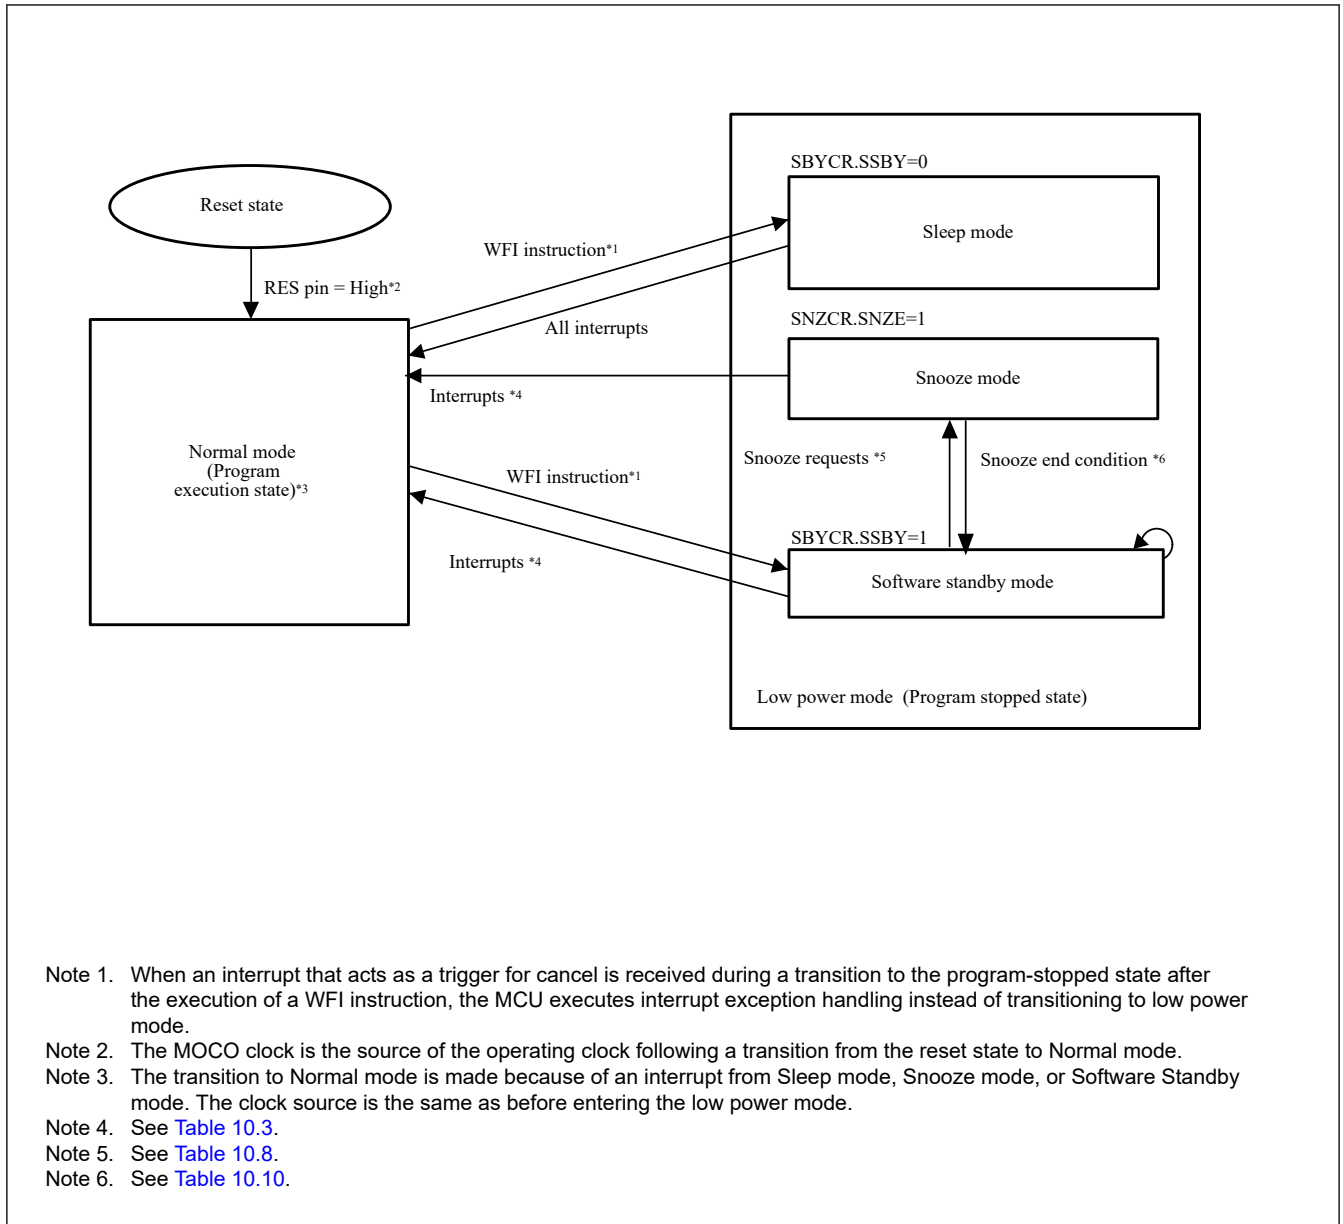 SBYCR.SSBY=0
Reset state
Sleep mode
WFI instruction*1
RES pin = High*2
All interrupts
SNZCR.SNZE=1
Snooze mode
Interrupts *4
Normal mode
(Program
execution state)*3
Snooze requests *5
Snooze end condition *6
WFI instruction*1
SBYCR.SSBY=1
Interrupts *4
Software standby mode
Low power mode (Program stopped state)
Note 1. When an interrupt that acts as a trigger for cancel is received during a transition to the program-stopped state after
the execution of a WFI instruction, the MCU executes interrupt exception handling instead of transitioning to low power
mode.
Note 2. The MOCO clock is the source of the operating clock following a transition from the reset state to Normal mode.
Note 3. The transition to Normal mode is made because of an interrupt from Sleep mode, Snooze mode, or Software Standby
mode. The clock source is the same as before entering the low power mode.
Note 4. See Table 10.3.
Note 5. See Table 10.8.
Note 6. See Table 10.10.